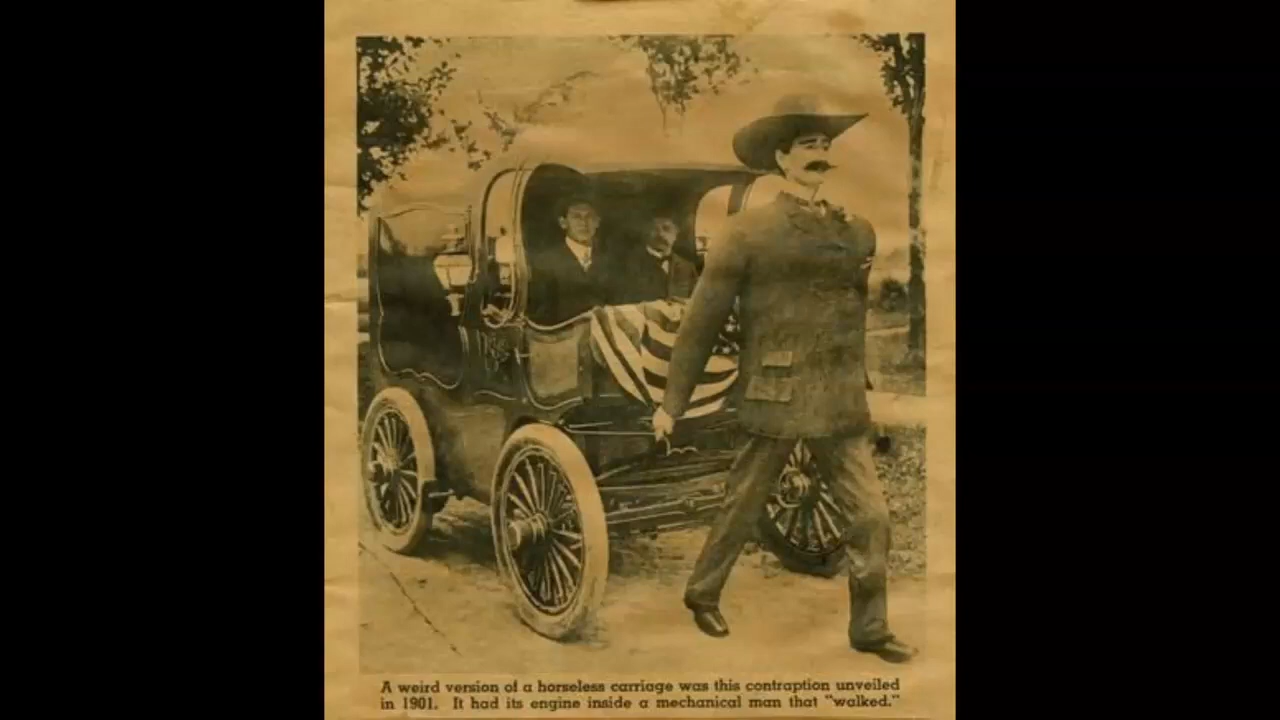 A weird version of a horseless carriage was this contraption unveiled
in 1901. It had its engine inside a mechanical man that "walked."